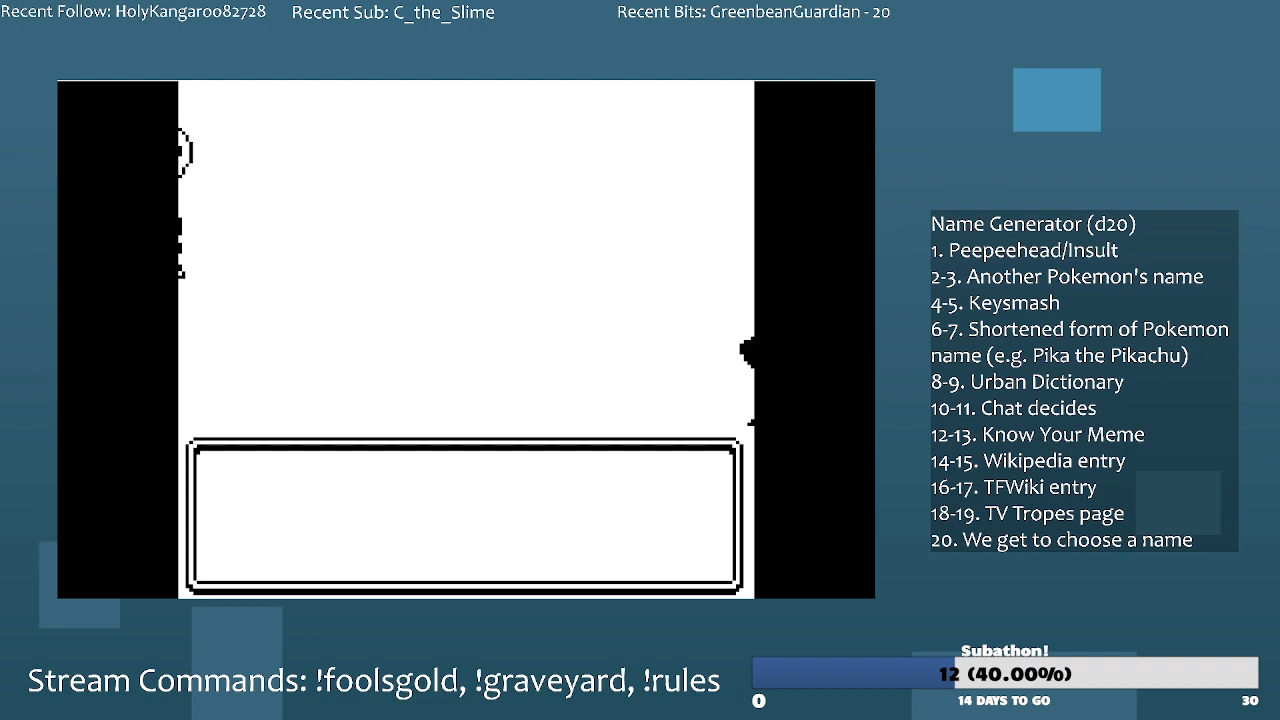 Recent Follow: HolyKangaroo82728
Recent Sub: C_the_Slime
Recent Bits: GreenbeanGuardian - 20
Name Generator (d20)
1. Peepeehead/Insult
2-3. Another Pokemon's name
4-5. Keysmash
6-7. Shortened form of Pokemon
name (e.g. Pika the Pikachu)
8-9. Urban Dictionary
10-11. Chat decides
12-13. Know Your Meme
14-15. Wikipedia entry
16-17. TFWiki entry
18-19. TV Tropes page
20. We get to choose a name
Stream Commands: !foolsgold, !graveyard, !rules
Subathon!
12 (40.00%)
0
14 DAYS TO GO
30